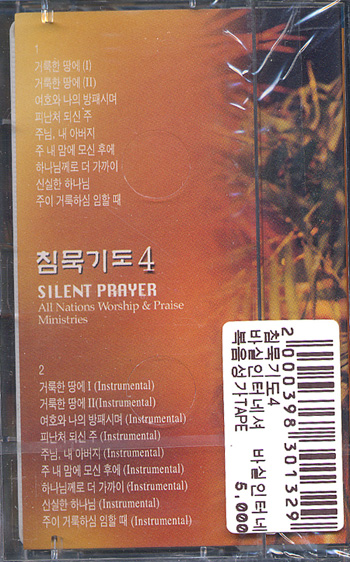 1
거룩한 땅에 (I)
거룩한 땅에 (II)
여호와 나의 방패시며
피난처 되신 주
주님, 내 아버지
주 내 맘에 모신 후에
하나님께로 더 가까이
신실한 하나님
주이 거룩하심 임할 때
침묵기도 4
SILENT PRAYER
All Nations Worship & Praise
Ministries
2
거룩한 땅에 I (Instrumental)
거룩한 땅에 II(Instrumental)
여호와 나의 방패시며 (Instrumental)
피난처 되신 주 (Instrumental)
주님, 내 아버지 (Instrumental)
주 내 맘에 모신 후에 (Instrumental)
하나님께로 더 가까이 (Instrumental)
신실한 하나님 (Instrumental)
주이 거룩하심 임할 때 (Instrumental)
2 000398 301329
침묵기도4
바실인터네서 바실인터네
복음성가TAPE
5,000